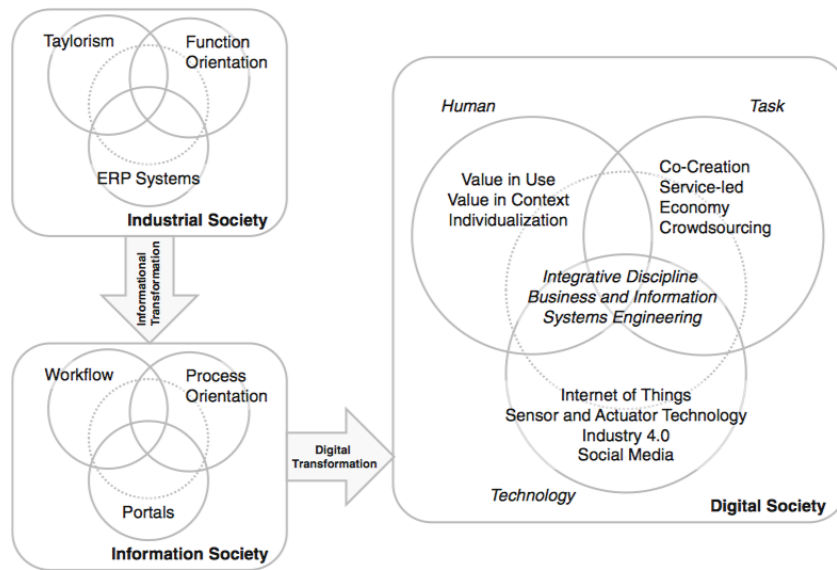 Taylorism
Function
Orientation
ERP Systems
Industrial Society
Informational
Transformation
Workflow
Process
Orientation
Portals
Information Society
Digital
Transformation
Human
Task
Value in Use
Value in Context
Individualization
Co-Creation
Service-led
Economy
Crowdsourcing
Integrative Discipline
Business and Information
Systems Engineering
Internet of Things
Sensor and Actuator Technology
Industry 4.0
Social Media
Technology
Digital Society